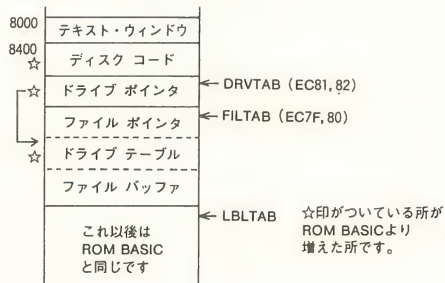 8000
テキスト・ウィンドウ
8400
☆
ディスク コード
☆
ドライブ ポインタ
DRVTAB (EC81, 82)
ファイル ポインタ
FILTAB (EC7F, 80)
☆
ドライブ テーブル
ファイル バッファ
LBLTAB
これ以後は
ROM BASIC
と同じです
☆印がついている所が
ROM BASICより
増えた所です。